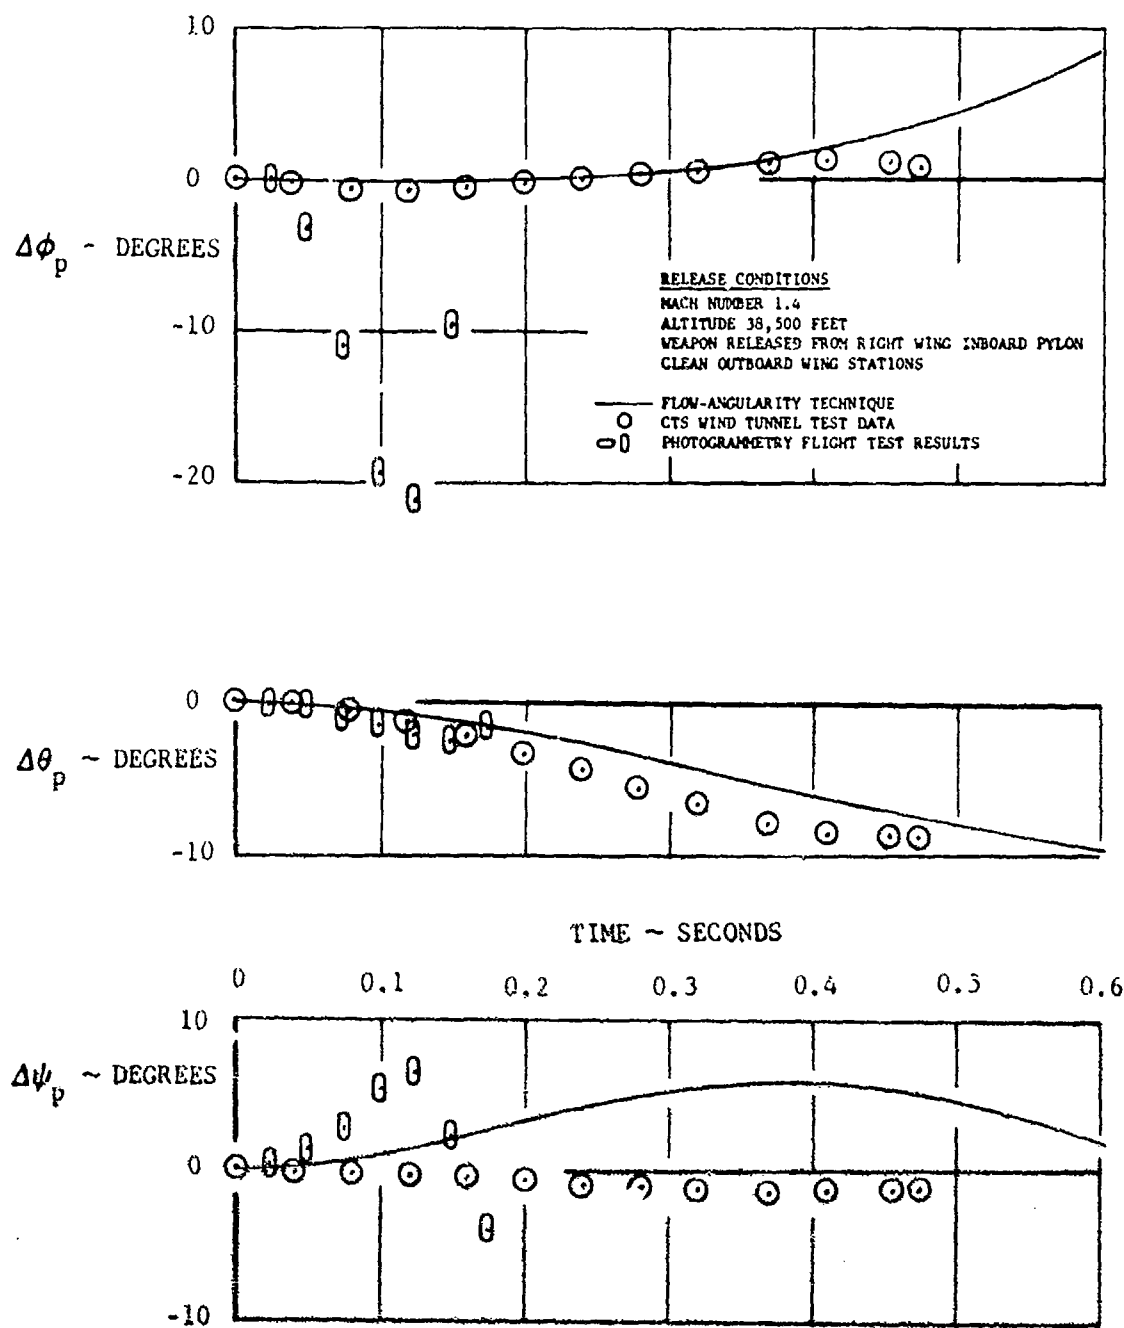 10
0
Δϕp ~ DEGREES
-10
-20
RELEASE CONDITIONS
MACH NUMBER 1.4
ALTITUDE 38,500 FEET
WEAPON RELEASED FROM RIGHT WING INBOARD PYLON
CLEAN OUTBOARD WING STATIONS
FLOW-ANGULARITY TECHNIQUE
CTS WIND TUNNEL TEST DATA
PHOTOGRAMMETRY FLIGHT TEST RESULTS
0
Δθp ~ DEGREES
-10
TIME ~ SECONDS
0 0.1 0.2 0.3 0.4 0.5 0.6
10
Δψp ~ DEGREES
0
-10